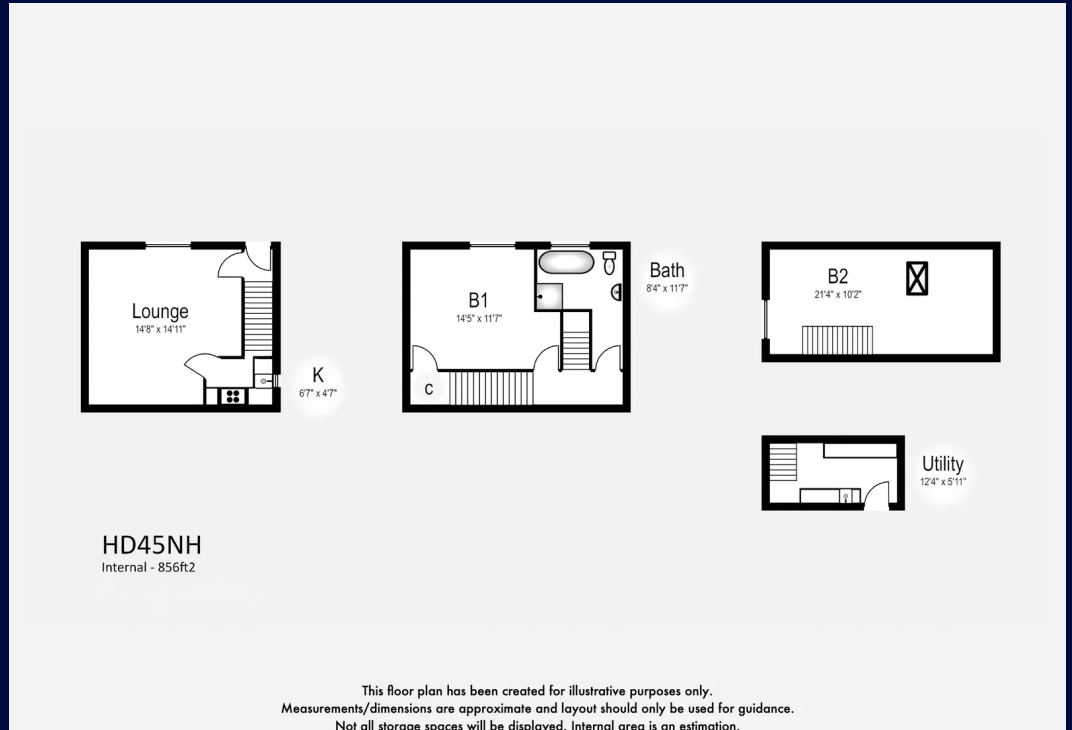 Lounge
14'8" x 14'11"
K
6'7" x 4'7"
B1
14'5" x 11'7"
C
Bath
8'4" x 11'7"
B2
21'4" x 10'2"
Utility
12'4" x 5'11"
HD45NH
Internal - 856ft2
This floor plan has been created for illustrative purposes only.
Measurements/dimensions are approximate and layout should only be used for guidance.
Not all storage spaces will be displayed. Internal area is an estimation.